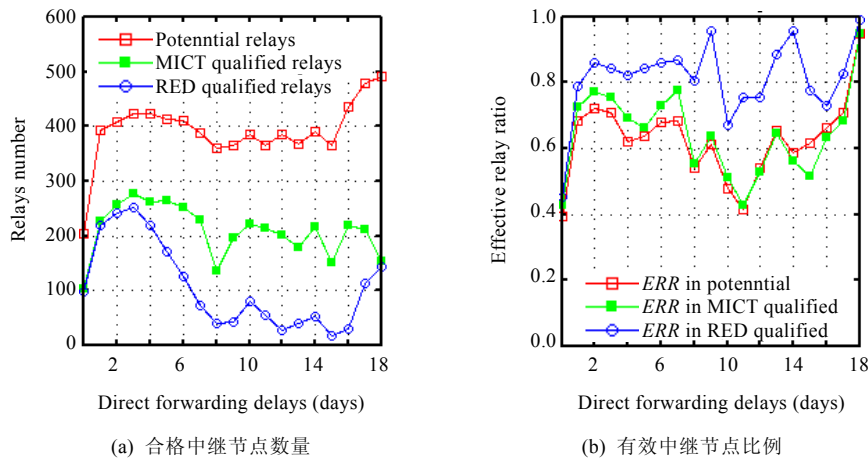 600
500
400
300
200
100
0
Relays number
Potenntial relays
MICT qualified relays
RED qualified relays
2 6 10 14 18
Direct forwarding delays (days)
(a) 合格中继节点数量
1.0
0.8
0.6
0.4
0.2
0.0
Effective relay ratio
ERR in potenntial
ERR in MICT qualified
ERR in RED qualified
2 6 10 14 18
Direct forwarding delays (days)
(b) 有效中继节点比例